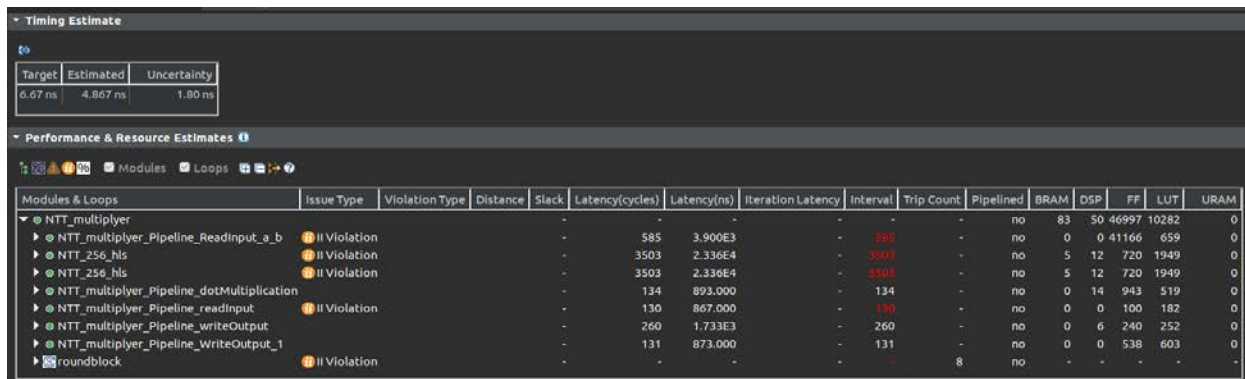 Timing Estimate
Target Estimated Uncertainty
6.67 ns 4.867 ns 1.80 ns
Performance & Resource Estimates
% Modules Loops
Modules & Loops Issue Type Violation Type Distance Slack Latency(cycles) Latency(ns) Iteration Latency Interval Trip Count Pipelined BRAM DSP FF LUT URAM
NTT_multiplyer - - - - - - no 83 50 46997 10282 0
NTT_multiplyer_Pipeline_ReadInput_a_b II Violation - 585 3.900E3 - 585 - no 0 0 41166 659 0
NTT_256_hls II Violation - 3503 2.336E4 - 3503 - no 5 12 720 1949 0
NTT_256_hls II Violation - 3503 2.336E4 - 3503 - no 5 12 720 1949 0
NTT_multiplyer_Pipeline_dotMultiplication - 134 893.000 - 134 - no 0 14 943 519 0
NTT_multiplyer_Pipeline_readInput II Violation - 130 867.000 - 130 - no 0 0 100 182 0
NTT_multiplyer_Pipeline_writeOutput - 260 1.733E3 - 260 - no 0 6 240 252 0
NTT_multiplyer_Pipeline_WriteOutput_1 - 131 873.000 - 131 - no 0 0 538 603 0
roundblock II Violation - - - - - 8 no - - - - -